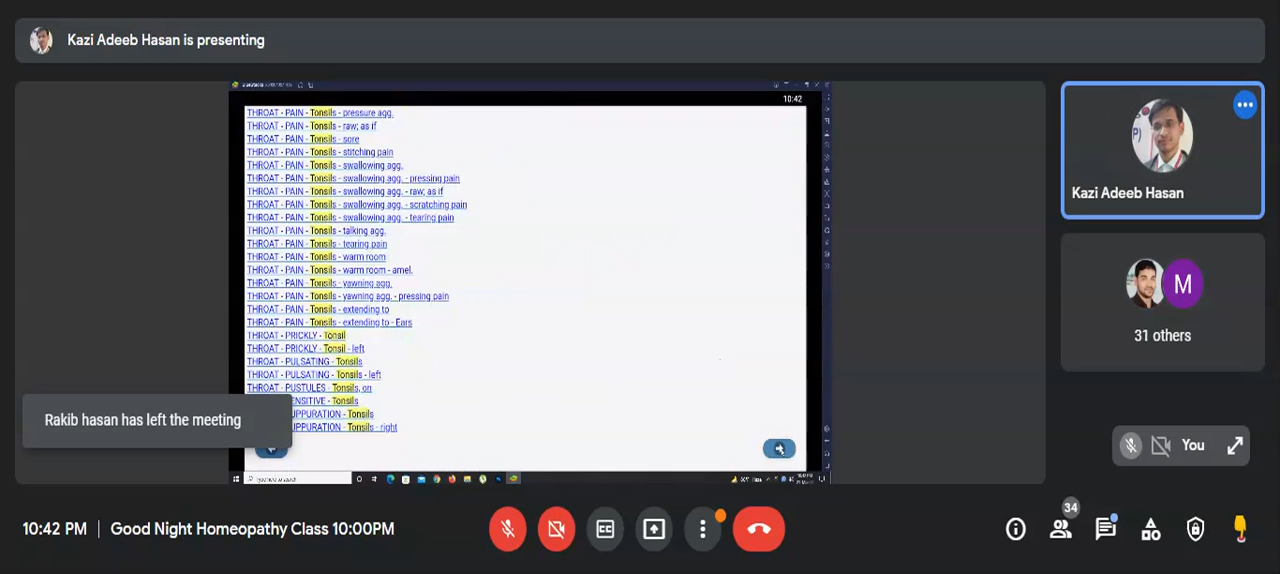 Kazi Adeeb Hasan is presenting
10:42
THROAT - PAIN - Tonsils - pressure agg.
THROAT - PAIN - Tonsils - raw; as if
THROAT - PAIN - Tonsils - sore
THROAT - PAIN - Tonsils - stitching pain
THROAT - PAIN - Tonsils - swallowing agg.
THROAT - PAIN - Tonsils - swallowing agg. - pressing pain
THROAT - PAIN - Tonsils - swallowing agg. - raw; as if
THROAT - PAIN - Tonsils - swallowing agg. - scratching pain
THROAT - PAIN - Tonsils - swallowing agg. - tearing pain
THROAT - PAIN - Tonsils - talking agg.
THROAT - PAIN - Tonsils - tearing pain
THROAT - PAIN - Tonsils - warm room
THROAT - PAIN - Tonsils - warm room - amel.
THROAT - PAIN - Tonsils - yawning agg.
THROAT - PAIN - Tonsils - yawning agg. - pressing pain
THROAT - PAIN - Tonsils - extending to
THROAT - PAIN - Tonsils - extending to - Ears
THROAT - PRICKLY - Tonsil
THROAT - PRICKLY - Tonsil - left
THROAT - PULSATING - Tonsils
THROAT - PULSATING - Tonsils - left
THROAT - PUSTULES - Tonsils, on
ENSITIVE - Tonsils
UPPURATION - Tonsils
UPPURATION - Tonsils - right
Type here to search
Rakib hasan has left the meeting
P)
Kazi Adeeb Hasan
M
31 others
You
10:42 PM | Good Night Homeopathy Class 10:00PM
CC
34